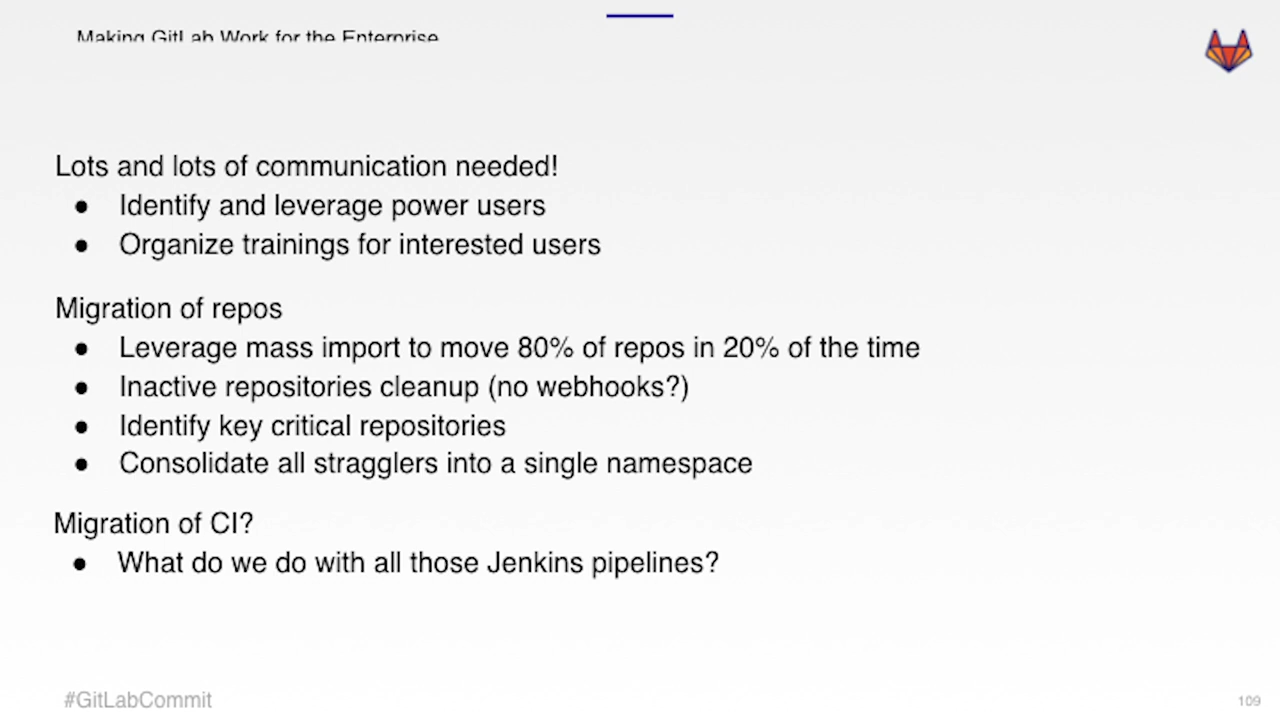 Making GitLab Work for the Enterprise
Lots and lots of communication needed!
● Identify and leverage power users
● Organize trainings for interested users
Migration of repos
● Leverage mass import to move 80% of repos in 20% of the time
● Inactive repositories cleanup (no webhooks?)
● Identify key critical repositories
● Consolidate all stragglers into a single namespace
Migration of CI?
● What do we do with all those Jenkins pipelines?
#GitLabCommit
109